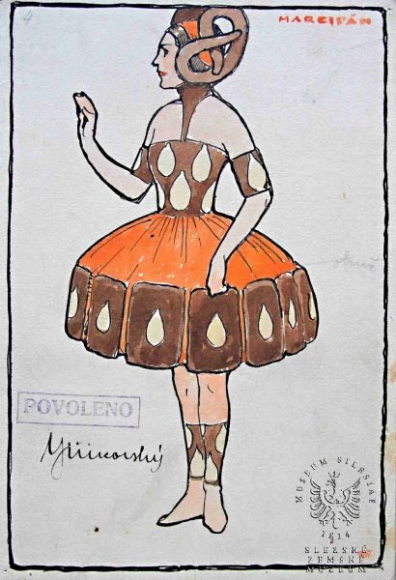 4
MARCIPÁN
POVOLENO
MUSEUM SILESIAE
1814
SLEZSKÉ
ZEMSKÉ
MUZEUM